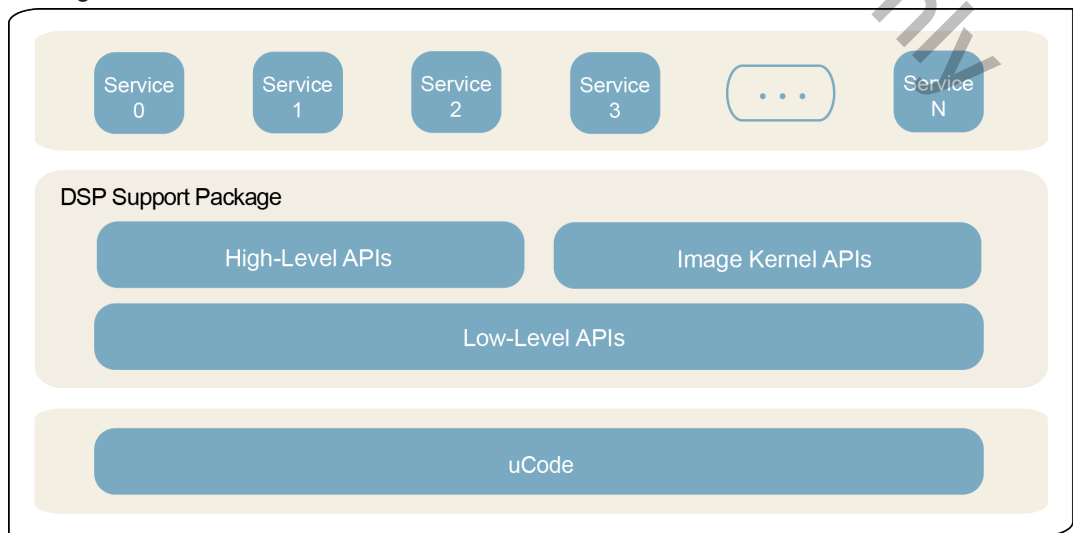 Service
0
Service
1
Service
2
Service
3
. . .
Service
N
DSP Support Package
High-Level APIs
Image Kernel APIs
Low-Level APIs
uCode